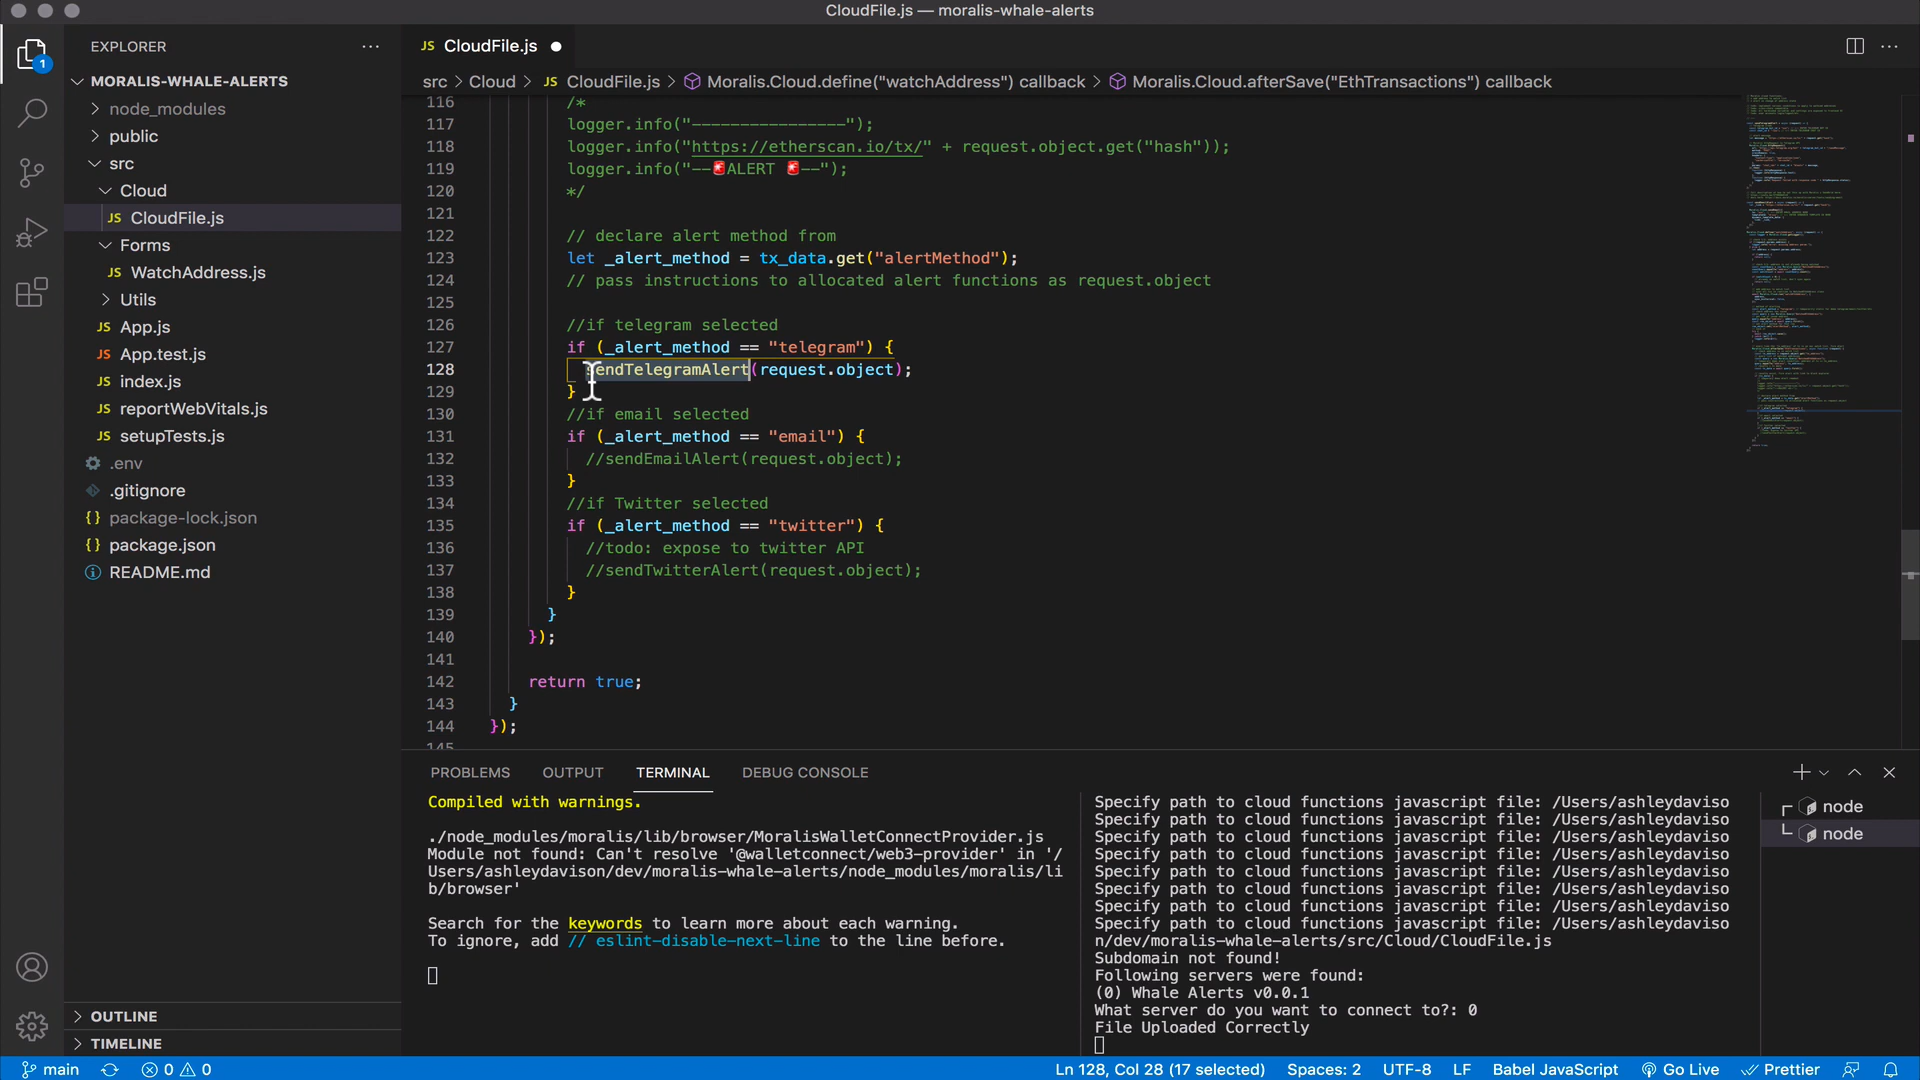 CloudFile.js — moralis-whale-alerts
EXPLORER
JS CloudFile.js
1
MORALIS-WHALE-ALERTS
node_modules
public
src
Cloud
JS CloudFile.js
Forms
JS WatchAddress.js
Utils
JS App.js
JS App.test.js
JS index.js
JS reportWebVitals.js
JS setupTests.js
.env
.gitignore
{} package-lock.json
{} package.json
README.md
OUTLINE
TIMELINE
src > Cloud > JS CloudFile.js > Moralis.Cloud.define("watchAddress") callback > Moralis.Cloud.afterSave("EthTransactions") callback
116 /*
117 logger.info("----------------");
118 logger.info("https://etherscan.io/tx/" + request.object.get("hash"));
119 logger.info("--🚨ALERT 🚨--");
120 */
121
122 // declare alert method from
123 let _alert_method = tx_data.get("alertMethod");
124 // pass instructions to allocated alert functions as request.object
125
126 //if telegram selected
127 if (_alert_method == "telegram") {
128 sendTelegramAlert(request.object);
129 }
130 //if email selected
131 if (_alert_method == "email") {
132 //sendEmailAlert(request.object);
133 }
134 //if Twitter selected
135 if (_alert_method == "twitter") {
136 //todo: expose to twitter API
137 //sendTwitterAlert(request.object);
138 }
139 }
140 });
141
142 return true;
143 }
144 });
145
PROBLEMS OUTPUT TERMINAL DEBUG CONSOLE
Compiled with warnings.
./node_modules/moralis/lib/browser/MoralisWalletConnectProvider.js
Module not found: Can't resolve '@walletconnect/web3-provider' in '/
Users/ashleydavison/dev/moralis-whale-alerts/node_modules/moralis/li
b/browser'
Search for the keywords to learn more about each warning.
To ignore, add // eslint-disable-next-line to the line before.
Specify path to cloud functions javascript file: /Users/ashleydaviso
Specify path to cloud functions javascript file: /Users/ashleydaviso
Specify path to cloud functions javascript file: /Users/ashleydaviso
Specify path to cloud functions javascript file: /Users/ashleydaviso
Specify path to cloud functions javascript file: /Users/ashleydaviso
Specify path to cloud functions javascript file: /Users/ashleydaviso
Specify path to cloud functions javascript file: /Users/ashleydaviso
Specify path to cloud functions javascript file: /Users/ashleydaviso
n/dev/moralis-whale-alerts/src/Cloud/CloudFile.js
Subdomain not found!
Following servers were found:
(0) Whale Alerts v0.0.1
What server do you want to connect to?: 0
File Uploaded Correctly
node
node
main 0 0 Ln 128, Col 28 (17 selected) Spaces: 2 UTF-8 LF Babel JavaScript Go Live Prettier